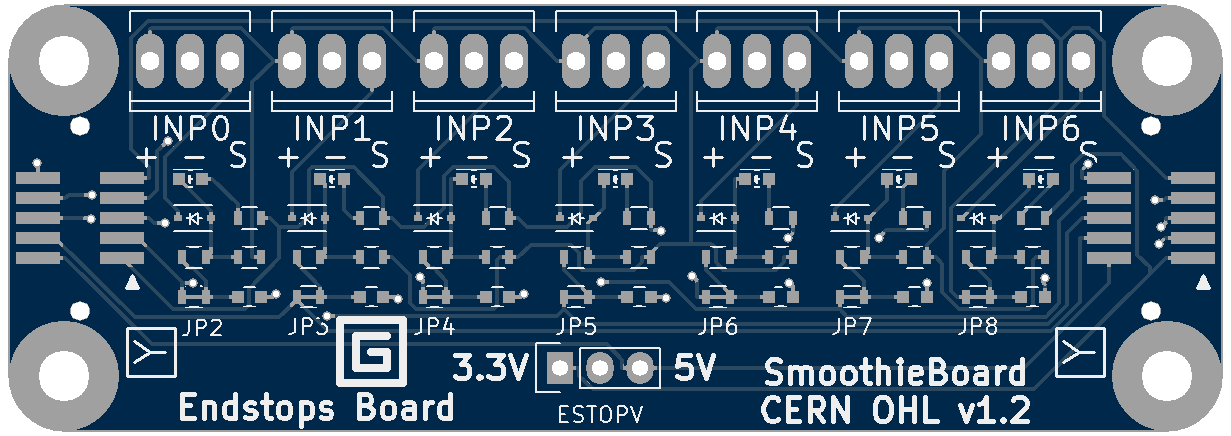 INP0 INP1 INP2 INP3 INP4 INP5 INP6
+ − S + − S + − S + − S + − S + − S + − S
JP2 JP3 JP4 JP5 JP6 JP7 JP8
Y G 3.3V 5V SmoothieBoard Y
Endstops Board ESTOPV CERN OHL v1.2